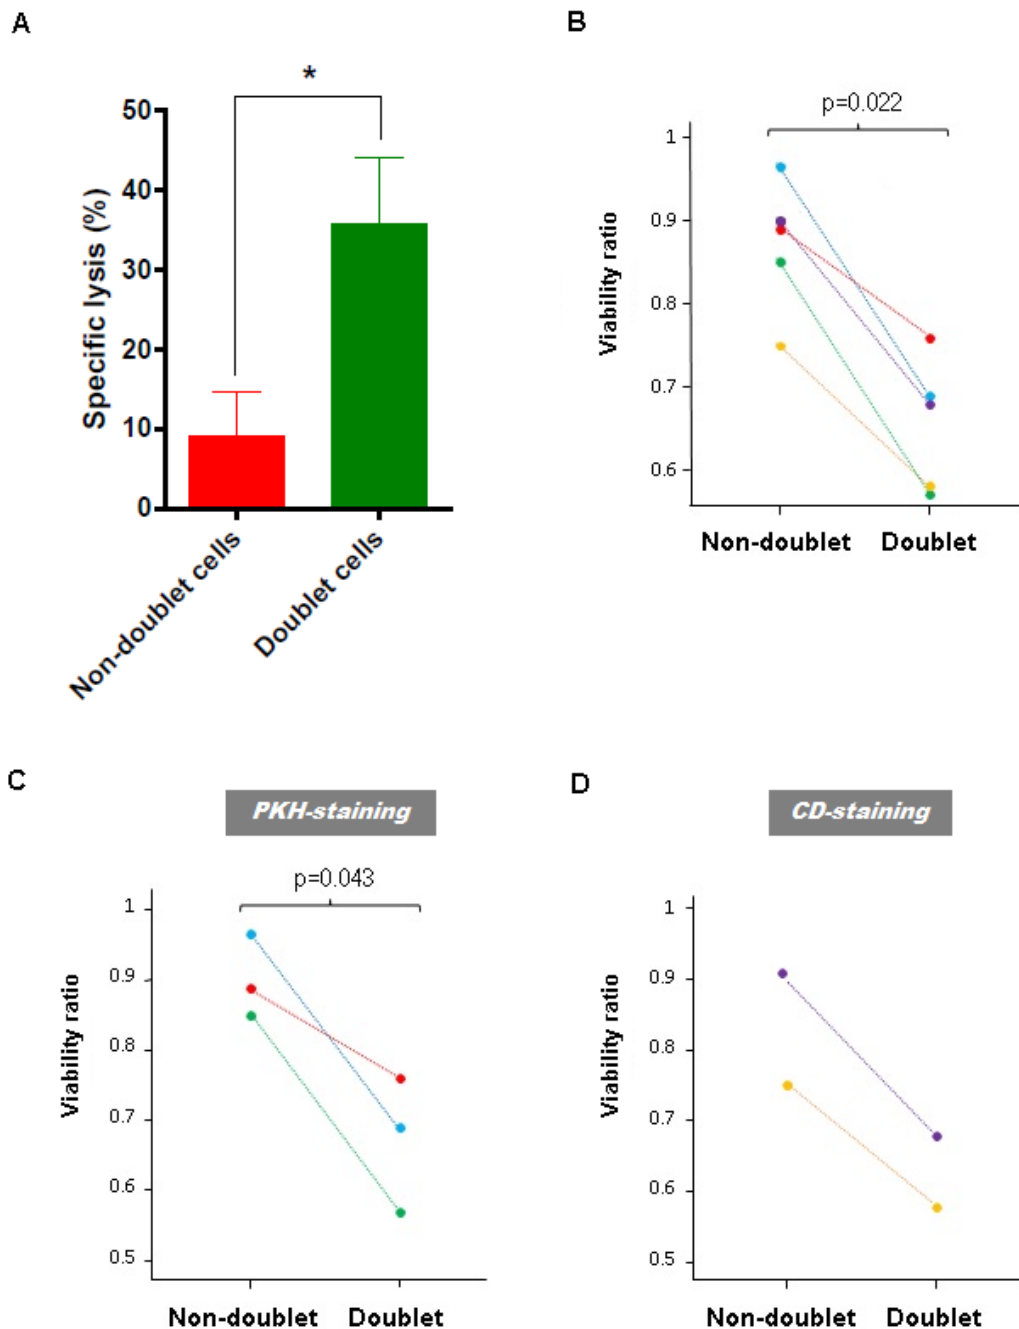 A
*
50
40
30
20
10
0
Specific lysis (%)
Non-doublet cells
Doublet cells
B
p=0.022
1
0.9
0.8
0.7
0.6
Viability ratio
Non-doublet Doublet
C
PKH-staining
p=0.043
1
0.9
0.8
0.7
0.6
0.5
Viability ratio
Non-doublet Doublet
D
CD-staining
1
0.9
0.8
0.7
0.6
0.5
Viability ratio
Non-doublet Doublet